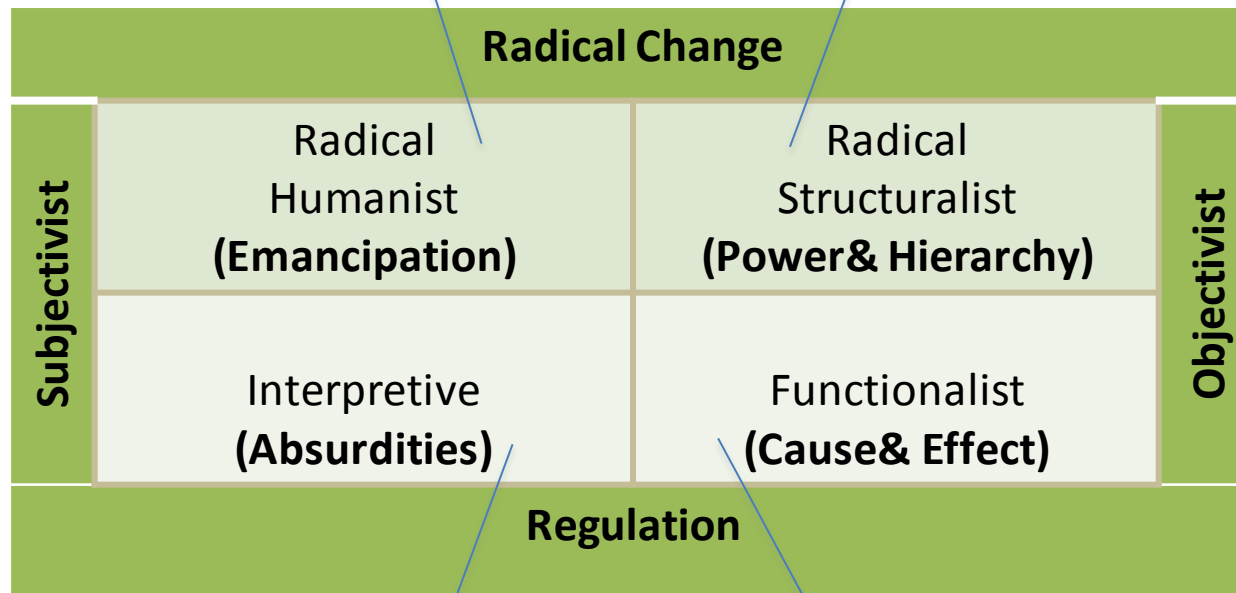 Radical Change
Subjectivist
Radical
Humanist
(Emancipation)
Radical
Structuralist
(Power& Hierarchy)
Objectivist
Interpretive
(Absurdities)
Functionalist
(Cause& Effect)
Regulation